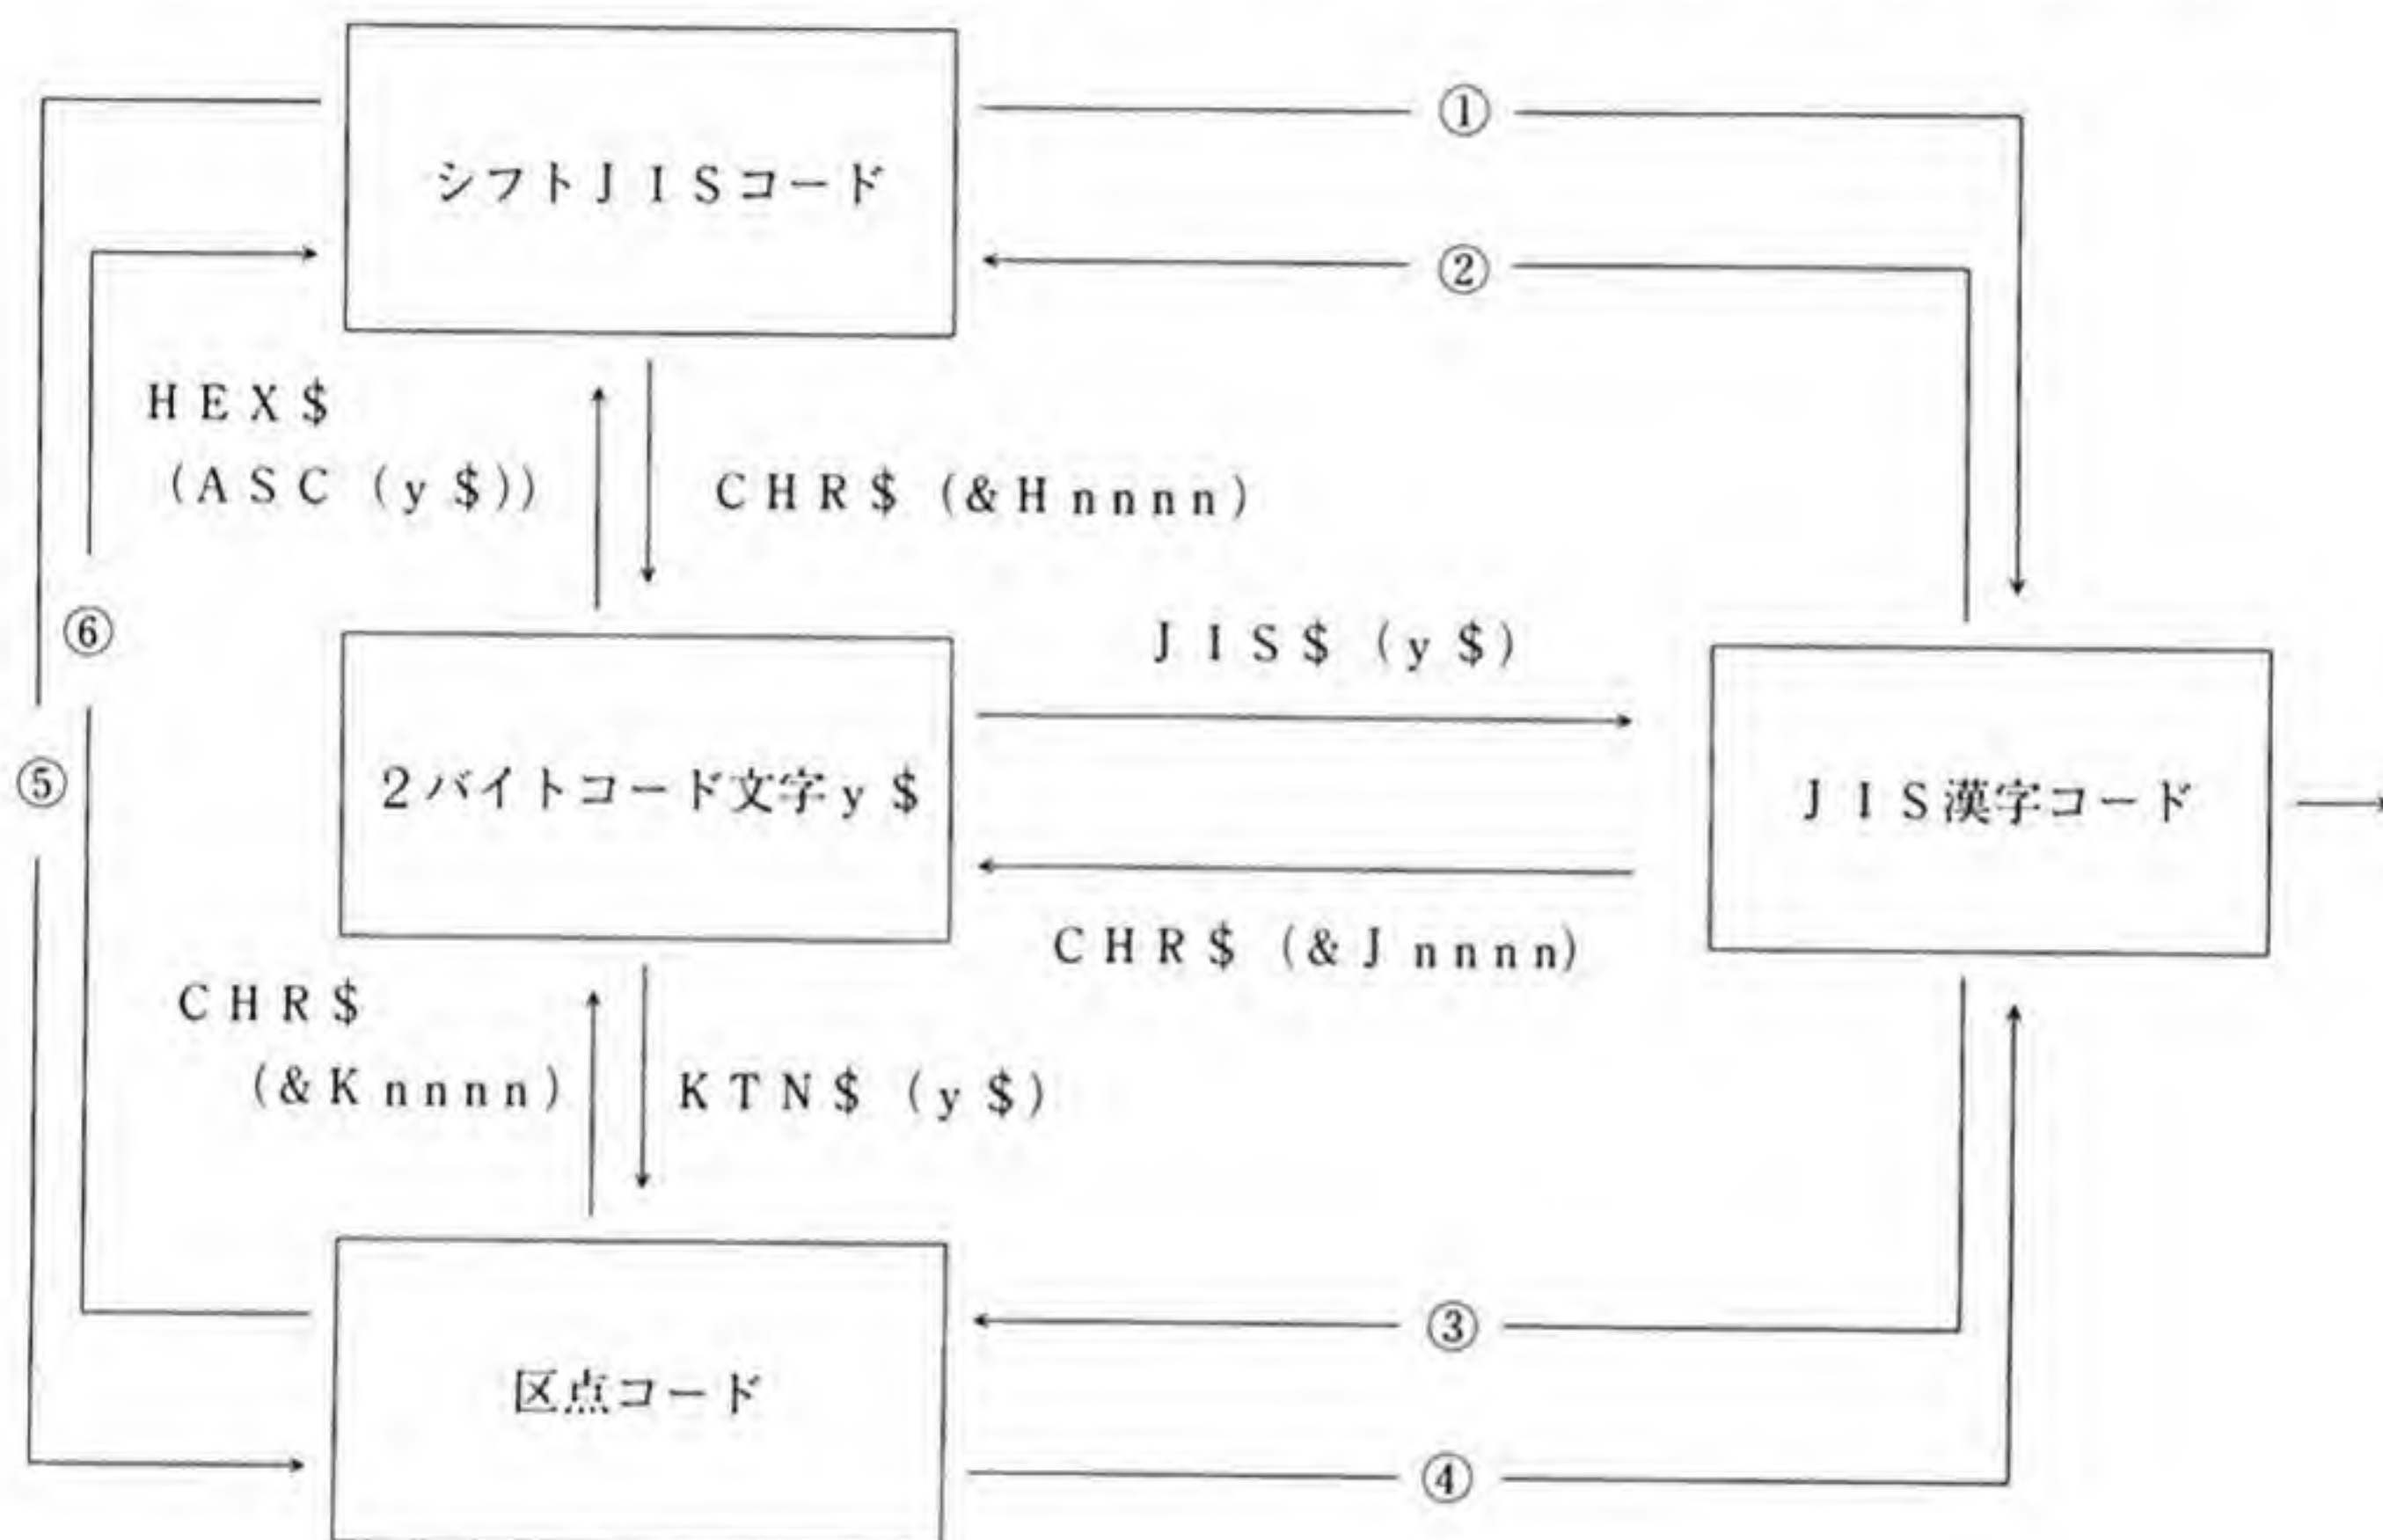 シフトＪＩＳコード
①
②
ＨＥＸ＄
（ＡＳＣ（ｙ＄））
ＣＨＲ＄（＆Ｈｎｎｎｎ）
⑥
ＪＩＳ＄（ｙ＄）
⑤
２バイトコード文字ｙ＄
ＪＩＳ漢字コード
ＣＨＲ＄（＆Ｊｎｎｎｎ）
ＣＨＲ＄
（＆Ｋｎｎｎｎ）
ＫＴＮ＄（ｙ＄）
③
区点コード
④